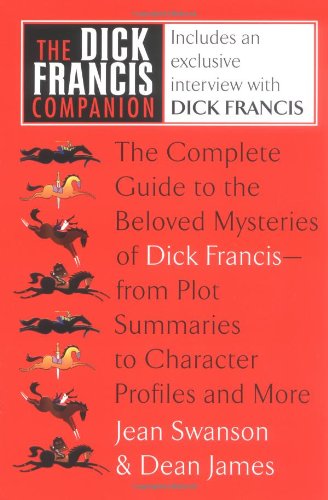 THE DICK
FRANCIS
COMPANION
Includes an
exclusive
interview with
DICK FRANCIS
The Complete
Guide to the
Beloved Mysteries
of Dick Francis—
from Plot
Summaries
to Character
Profiles and More
Jean Swanson
& Dean James